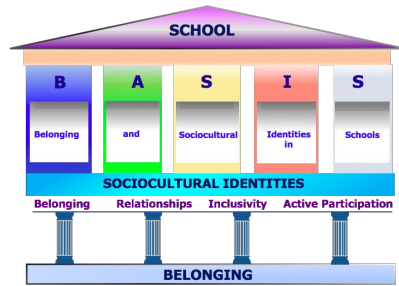 SCHOOL
B A S I S
Belonging and Sociocultural Identities in Schools
SOCIOCULTURAL IDENTITIES
Belonging Relationships Inclusivity Active Participation
BELONGING